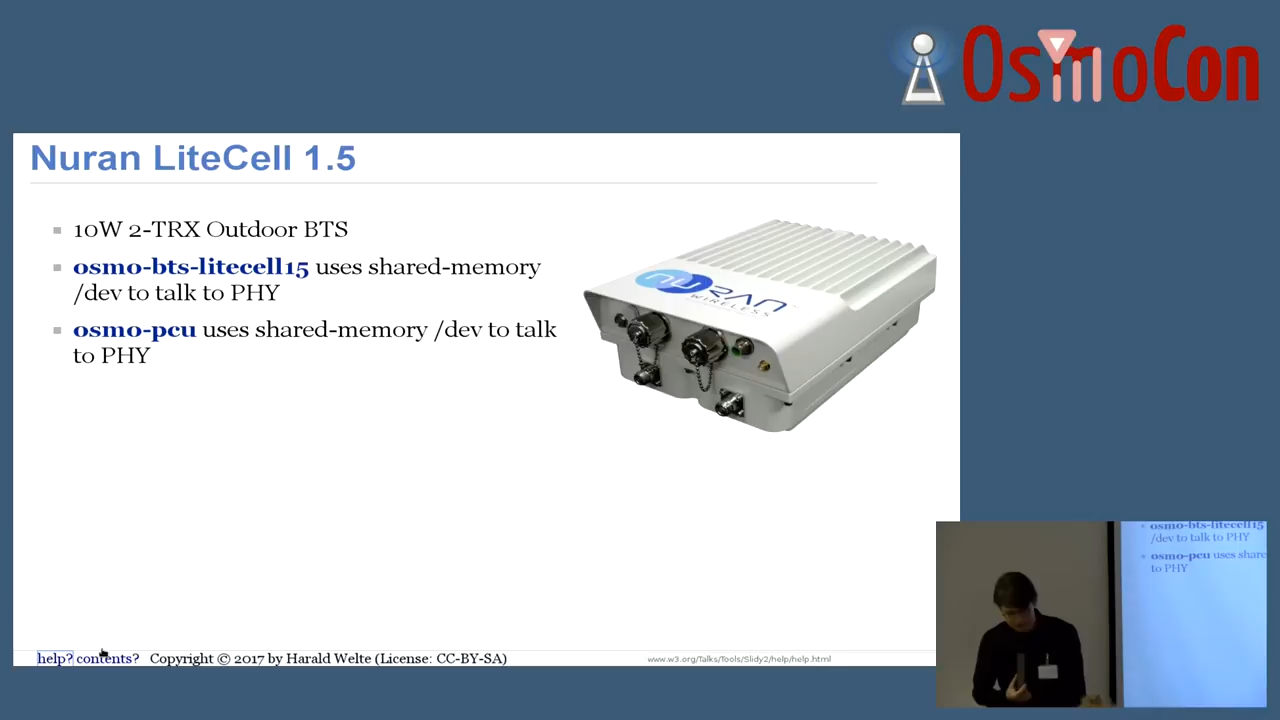 OsmoCon
Nuran LiteCell 1.5
10W 2-TRX Outdoor BTS
osmo-bts-litecell15 uses shared-memory
/dev to talk to PHY
osmo-pcu uses shared-memory /dev to talk
to PHY
NURAN
WIRELESS
help? contents? Copyright © 2017 by Harald Welte (License: CC-BY-SA)
www.w3.org/Talks/Tools/Slidy2/help/help.html
osmo-bts-litecell15
/dev to talk to PHY
osmo-pcu uses share
to PHY